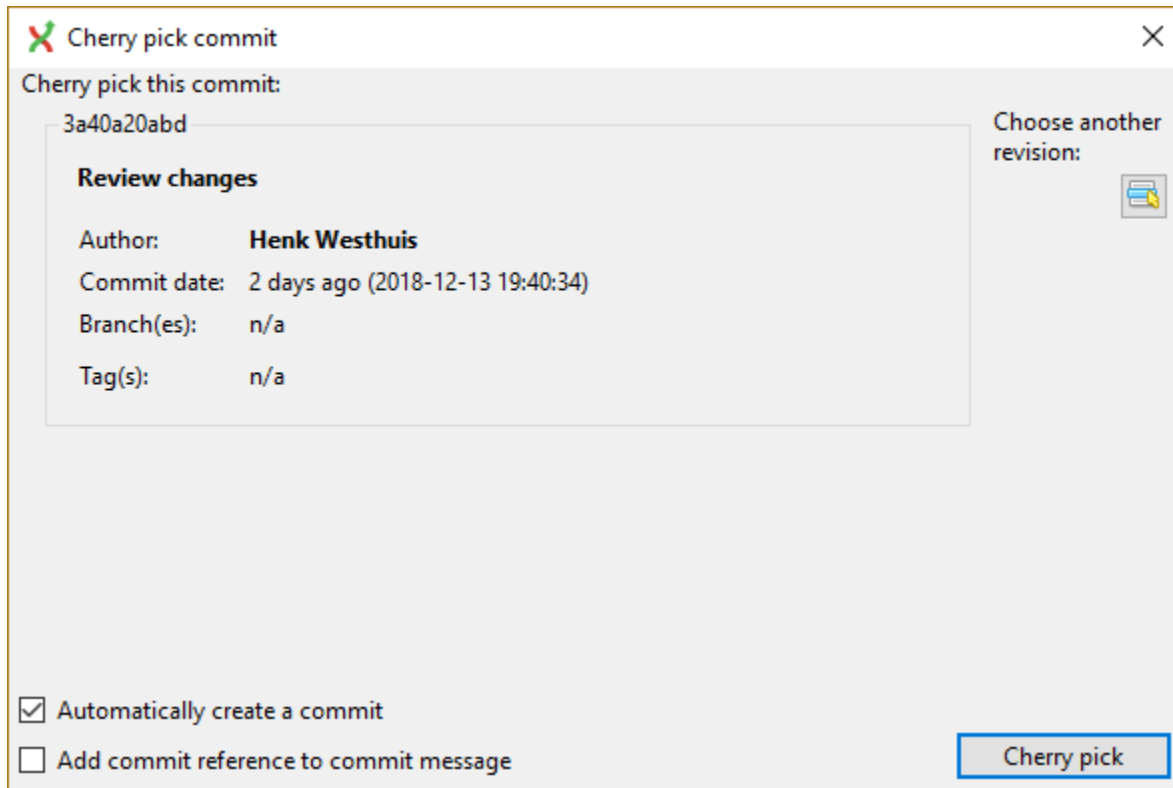 Cherry pick commit
Cherry pick this commit:
3a40a20abd
Choose another
revision:
Review changes
Author: Henk Westhuis
Commit date: 2 days ago (2018-12-13 19:40:34)
Branch(es): n/a
Tag(s): n/a
Automatically create a commit
Add commit reference to commit message
Cherry pick